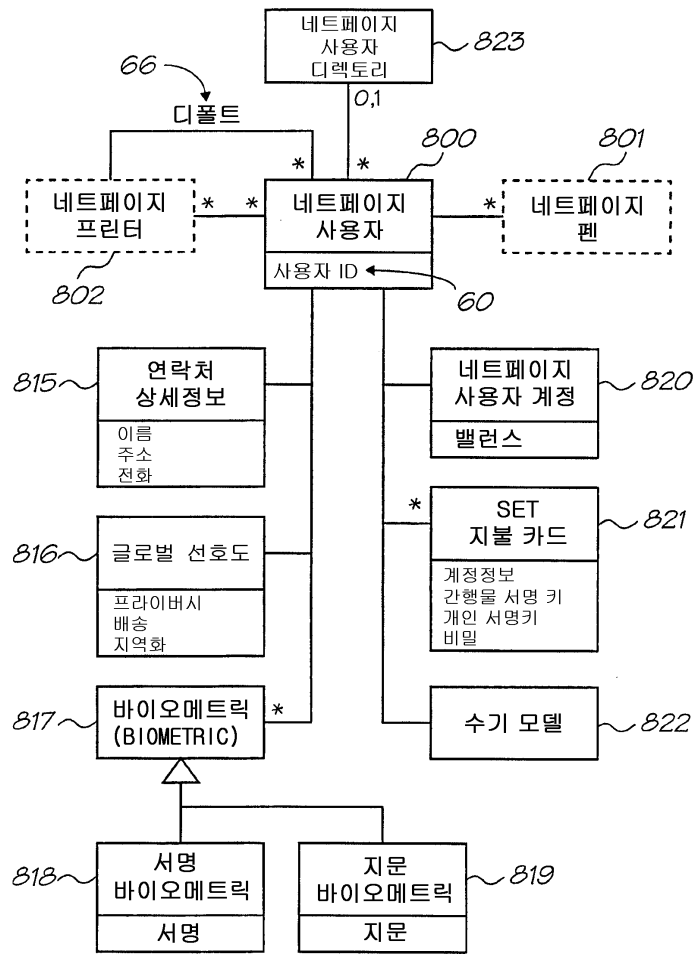 네트페이지
사용자
디렉토리
823
66
디폴트
0,1
*
*
800
801
네트페이지
프린터
*
*
네트페이지
사용자
*
네트페이지
펜
802
사용자 ID
60
815
연락처
상세정보
이름
주소
전화
네트페이지
사용자 계정
820
밸런스
816
글로벌 선호도
프라이버시
배송
지역화
*
SET
지불 카드
821
계정정보
간행물 서명 키
개인 서명키
비밀
817
바이오메트릭
(BIOMETRIC)
*
수기 모델
822
818
서명
바이오메트릭
서명
지문
바이오메트릭
819
지문